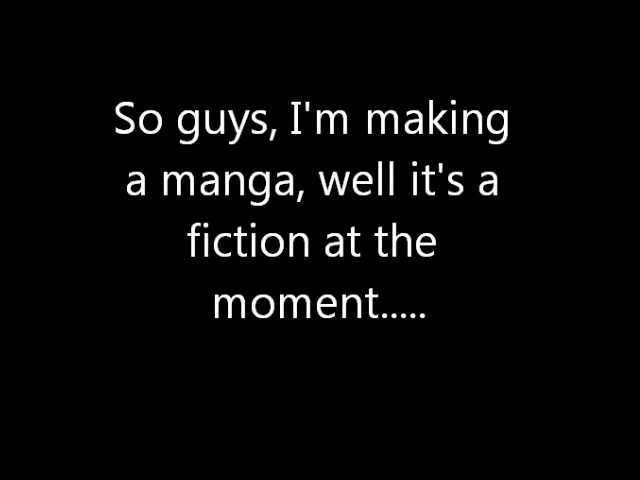 So guys, I'm making
a manga, well it's a
fiction at the
moment.....